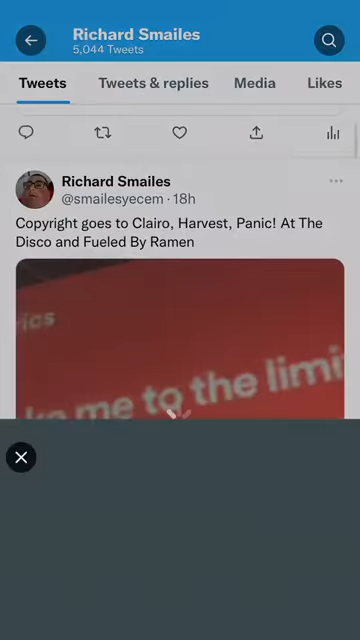 Richard Smailes
5,044 Tweets
Tweets
Tweets & replies
Media
Likes
Richard Smailes
@smailesyecem · 18h
Copyright goes to Clairo, Harvest, Panic! At The
Disco and Fueled By Ramen
me to the limi